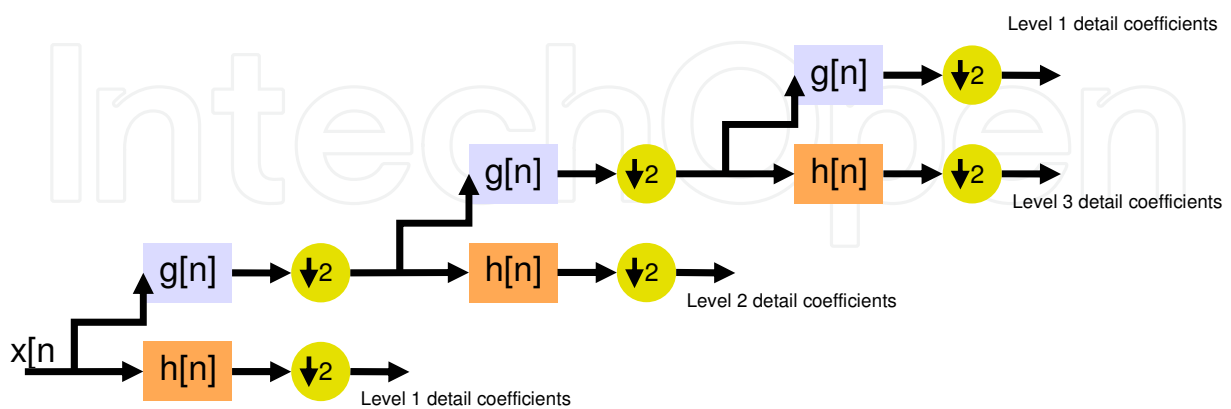 Level 1 detail coefficients
g[n]
↓2
g[n]
↓2
h[n]
↓2
Level 3 detail coefficients
g[n]
↓2
h[n]
↓2
Level 2 detail coefficients
x[n
h[n]
↓2
Level 1 detail coefficients
IntechOpen